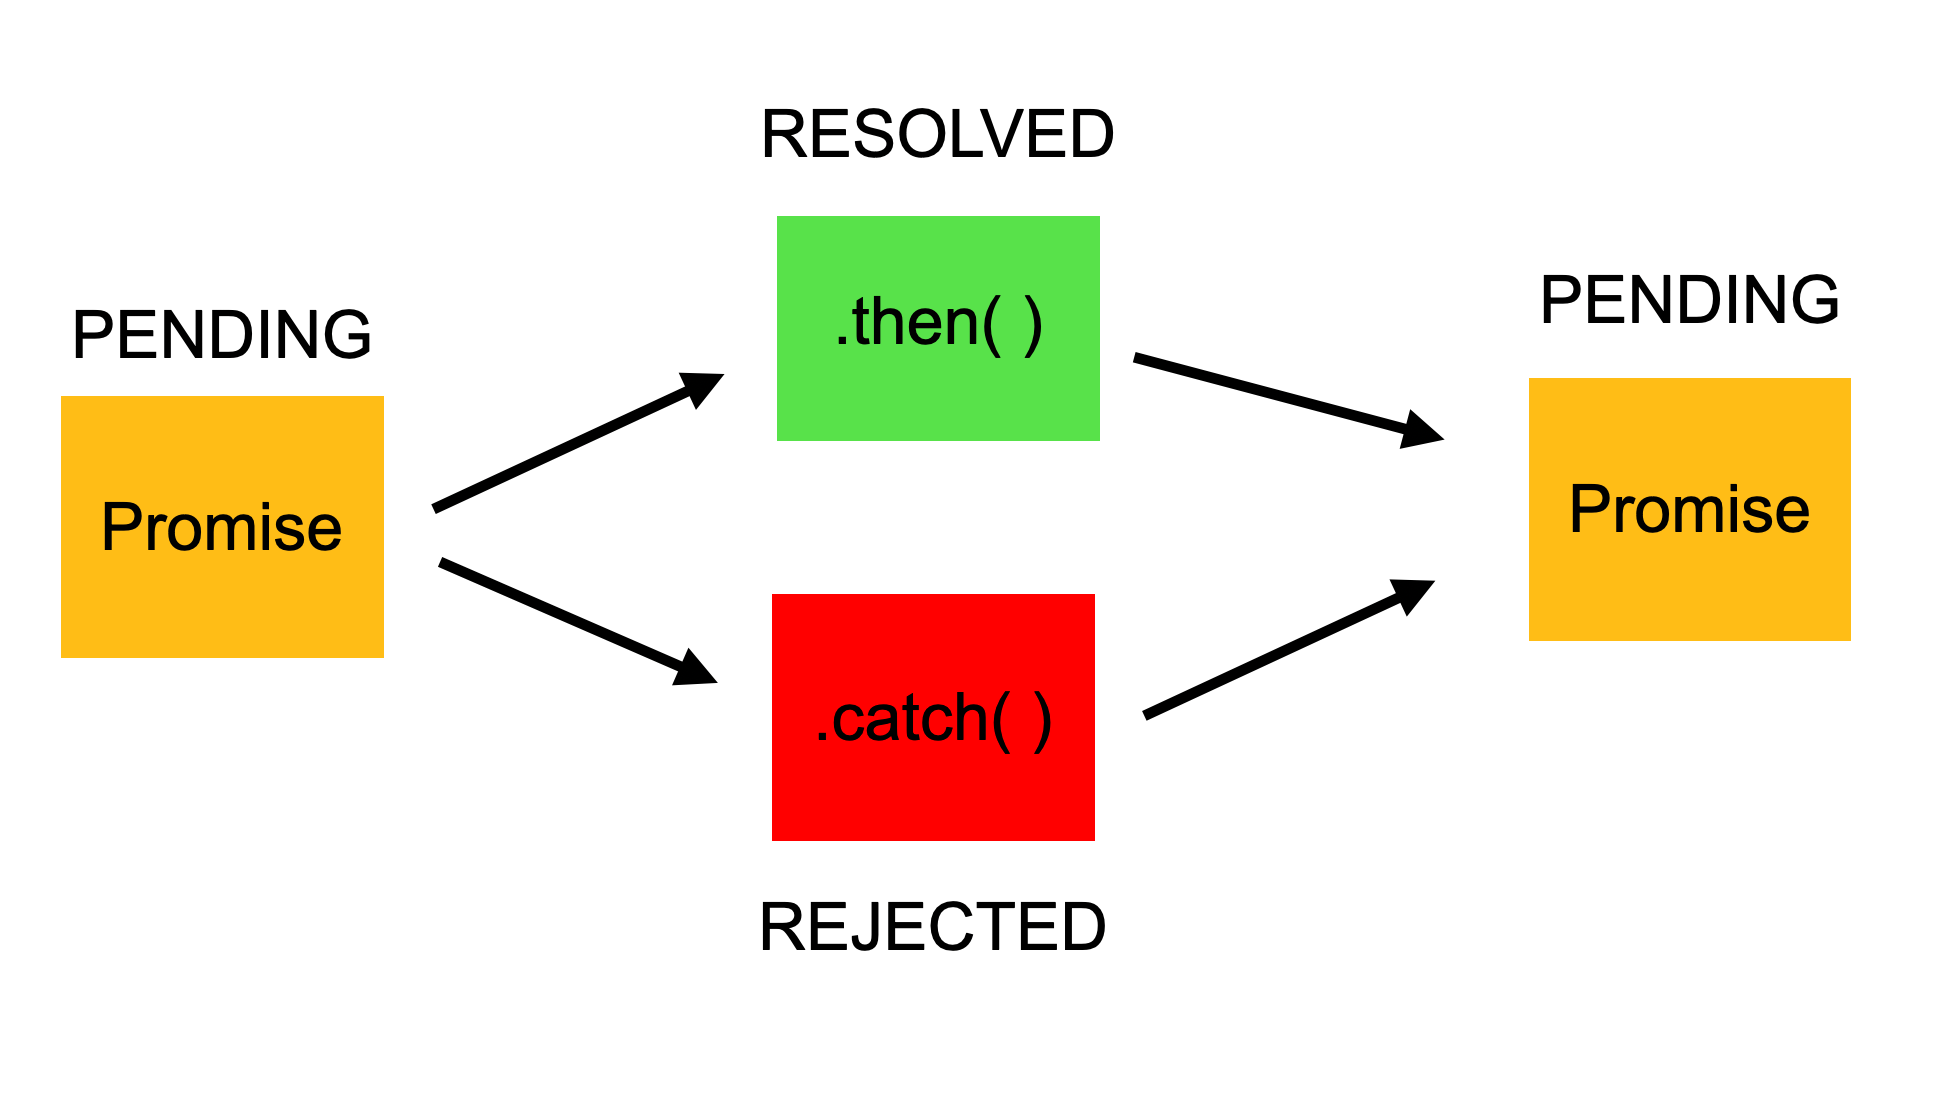 RESOLVED
.then( )
PENDING
Promise
PENDING
Promise
.catch( )
REJECTED